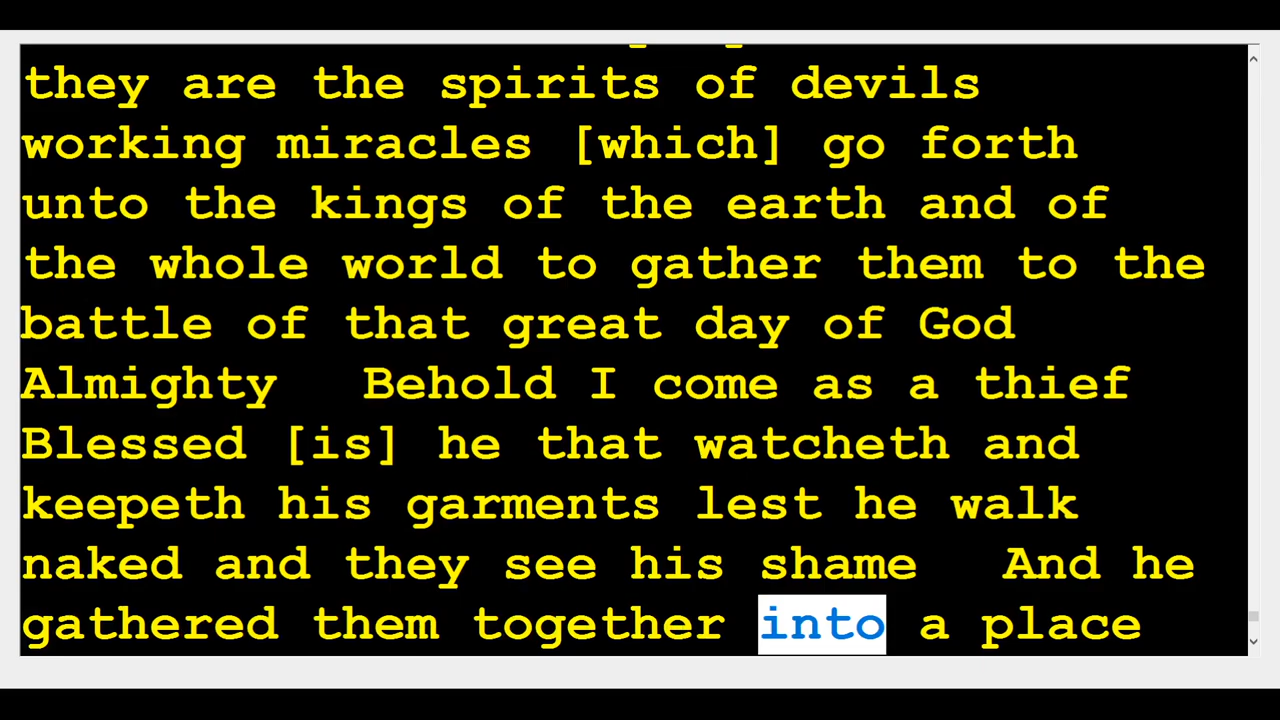 they are the spirits of devils
working miracles [which] go forth
unto the kings of the earth and of
the whole world to gather them to the
battle of that great day of God
Almighty   Behold I come as a thief
Blessed [is] he that watcheth and
keepeth his garments lest he walk
naked and they see his shame   And he
gathered them together into a place